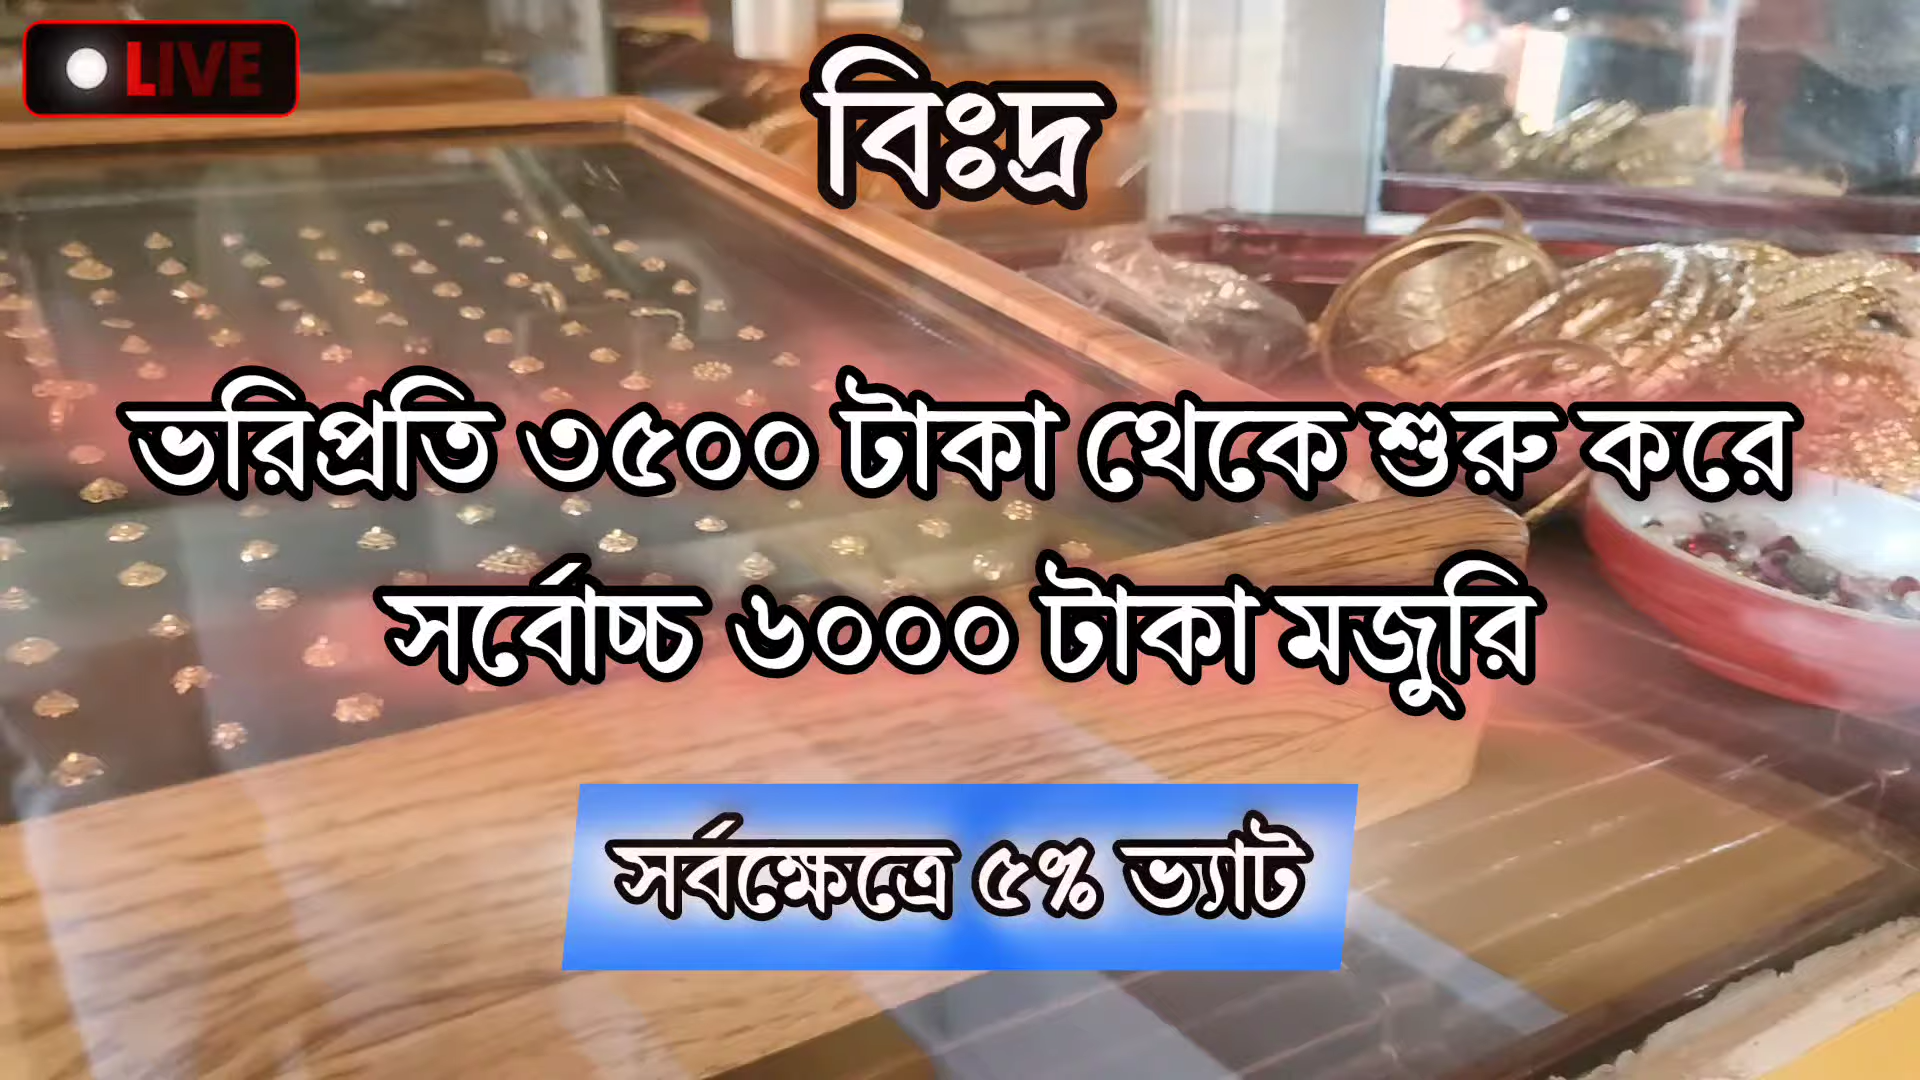 LIVE
বিঃদ্র
ভরিপ্রতি ৩৫০০ টাকা থেকে শুরু করে
সর্বোচ্চ ৬০০০ টাকা মজুরি
সর্বক্ষেত্রে ৫% ভ্যাট